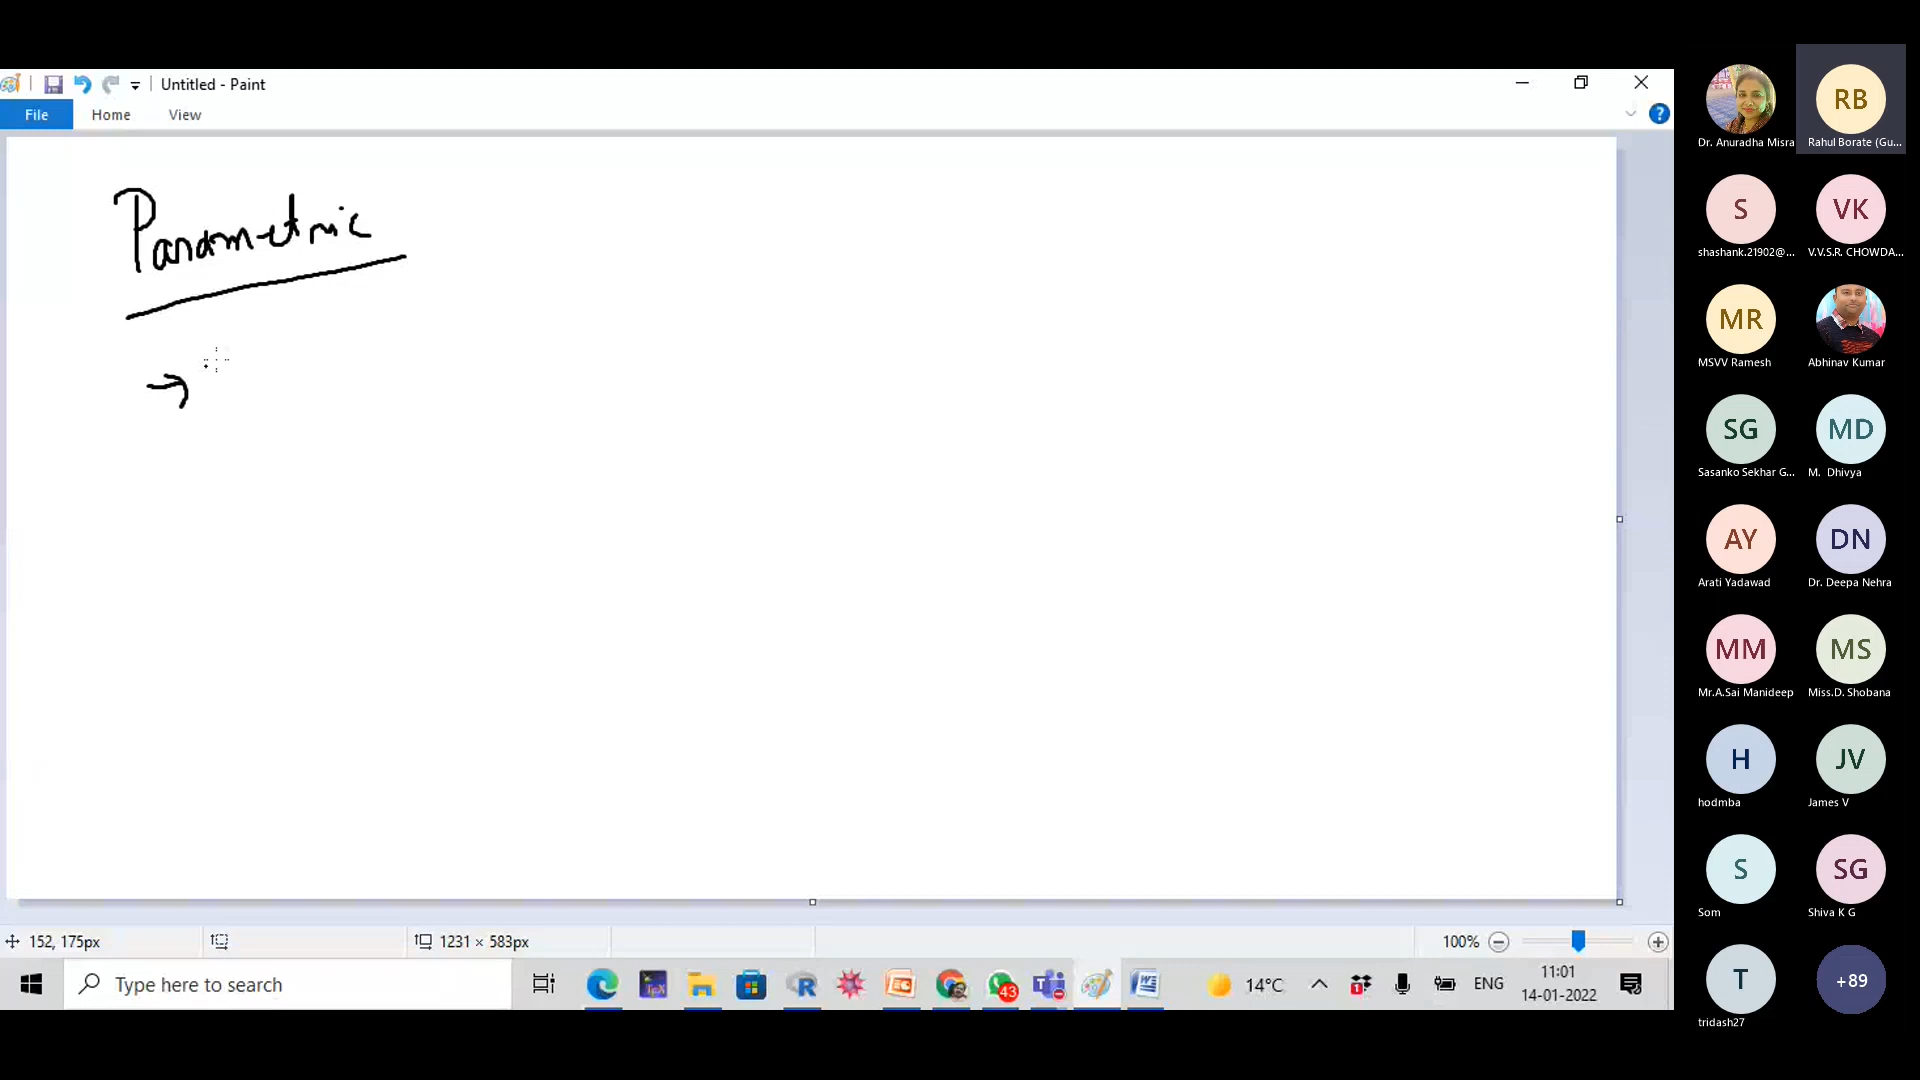 Untitled - Paint
File Home View
Parametric
→
152, 175px
1231 × 583px
100%
Type here to search
43
1
14°C
ENG
11:01
14-01-2022
Dr. Anuradha Misra
RB
Rahul Borate (Gu...
S
shashank.21902@...
VK
V.V.S.R. CHOWDA...
MR
MSVV Ramesh
Abhinav Kumar
SG
Sasanko Sekhar G...
MD
M. Dhivya
AY
Arati Yadawad
DN
Dr. Deepa Nehra
MM
Mr.A.Sai Manideep
MS
Miss.D. Shobana
H
hodmba
JV
James V
S
Som
SG
Shiva K G
T
tridash27
+89